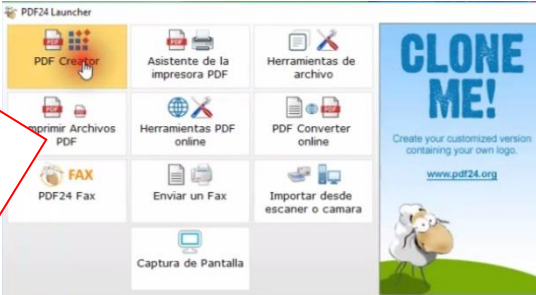 PDF24 Launcher
PDF Creator
Asistente de la
impresora PDF
Herramientas de
archivo
mprimir Archivos
PDF
Herramientas PDF
online
PDF Converter
online
FAX
PDF24 Fax
Enviar un Fax
Importar desde
escaner o camara
Captura de Pantalla
CLONE
ME!
Create your customized version
containing your own logo.
www.pdf24.org